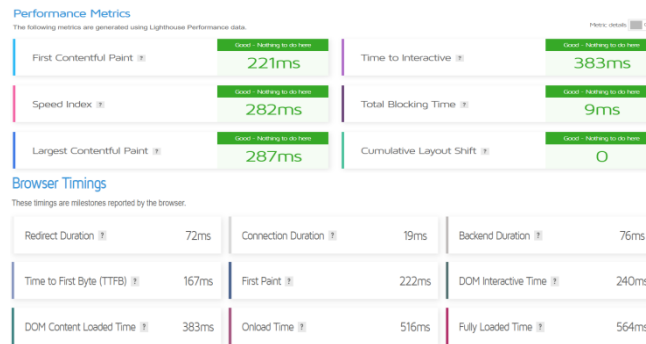 Performance Metrics
The following metrics are generated using Lighthouse Performance data.
Metric details
First Contentful Paint ?
Good - Nothing to do here
221ms
Time to Interactive ?
Good - Nothing to do here
383ms
Speed Index ?
Good - Nothing to do here
282ms
Total Blocking Time ?
Good - Nothing to do here
9ms
Largest Contentful Paint ?
Good - Nothing to do here
287ms
Cumulative Layout Shift ?
Good - Nothing to do here
0
Browser Timings
These timings are milestones reported by the browser.
Redirect Duration ? 72ms
Connection Duration ? 19ms
Backend Duration ? 76ms
Time to First Byte (TTFB) ? 167ms
First Paint ? 222ms
DOM Interactive Time ? 240ms
DOM Content Loaded Time ? 383ms
Onload Time ? 516ms
Fully Loaded Time ? 564ms